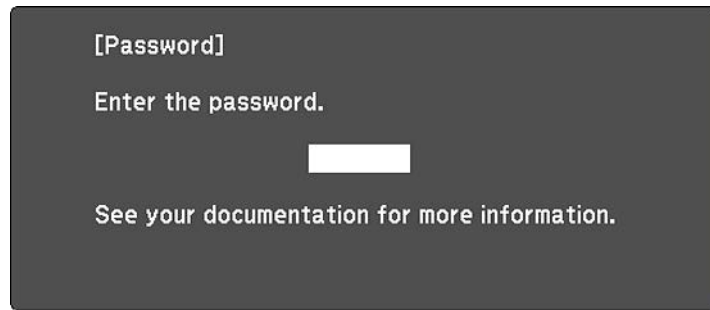 [Password]
Enter the password.
See your documentation for more information.